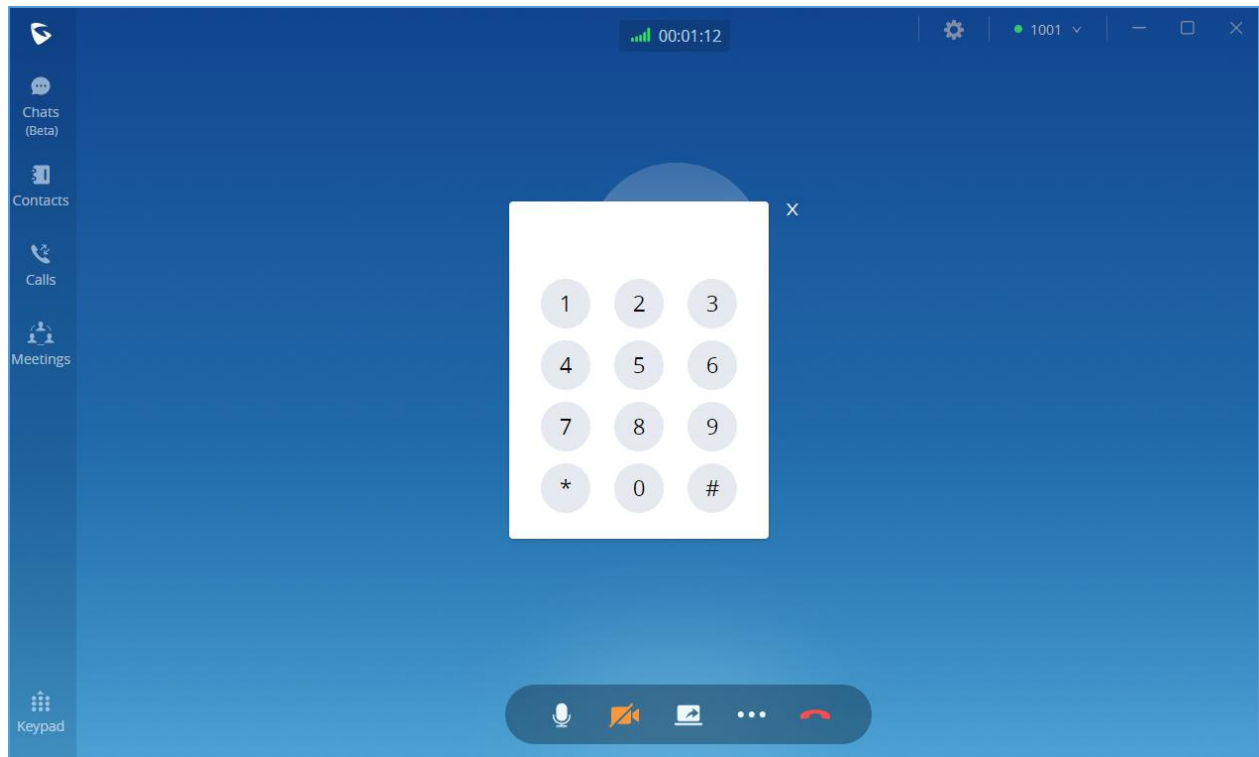 00:01:12
1001
Chats
(Beta)
Contacts
Calls
Meetings
Keypad
X
1 2 3
4 5 6
7 8 9
* 0 #